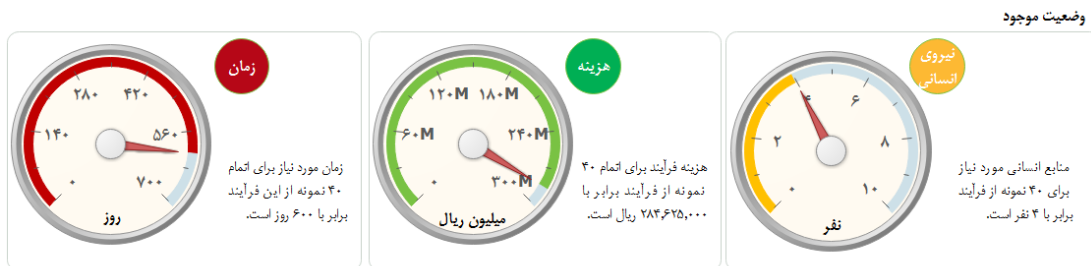 وضعیت موجود
نیروی
انسانی
۰
۲
۴
۶
۸
۱۰
نفر
منابع انسانی مورد نیاز
برای ۴۰ نمونه از فرآیند
برابر با ۴ نفر است.
هزینه
۰
۶۰M
۱۲۰M
۱۸۰M
۲۴۰M
۳۰۰M
میلیون ریال
هزینه فرآیند برای اتمام ۴۰
نمونه از فرآیند برابر با
۲۸۴,۶۲۵,۰۰۰ ریال است.
زمان
۰
۱۴۰
۲۸۰
۴۲۰
۵۶۰
۷۰۰
روز
زمان مورد نیاز برای اتمام
۴۰ نمونه از این فرآیند
برابر با ۶۰۰ روز است.